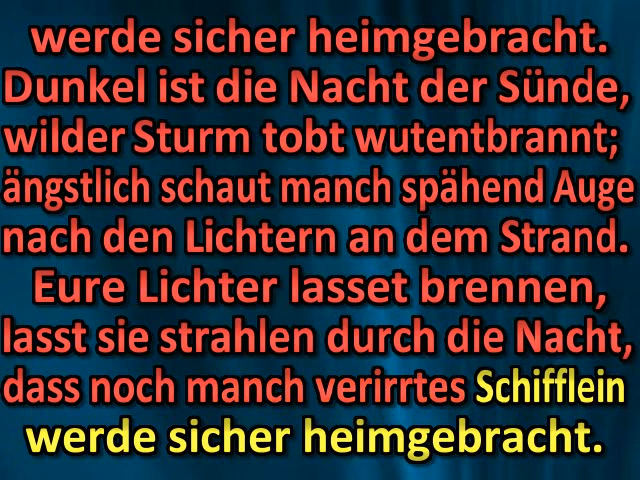 werde sicher heimgebracht.
Dunkel ist die Nacht der Sünde,
wilder Sturm tobt wutentbrannt;
ängstlich schaut manch spähend Auge
nach den Lichtern an dem Strand.
Eure Lichter lasset brennen,
lasst sie strahlen durch die Nacht,
dass noch manch verirrtes Schifflein
werde sicher heimgebracht.